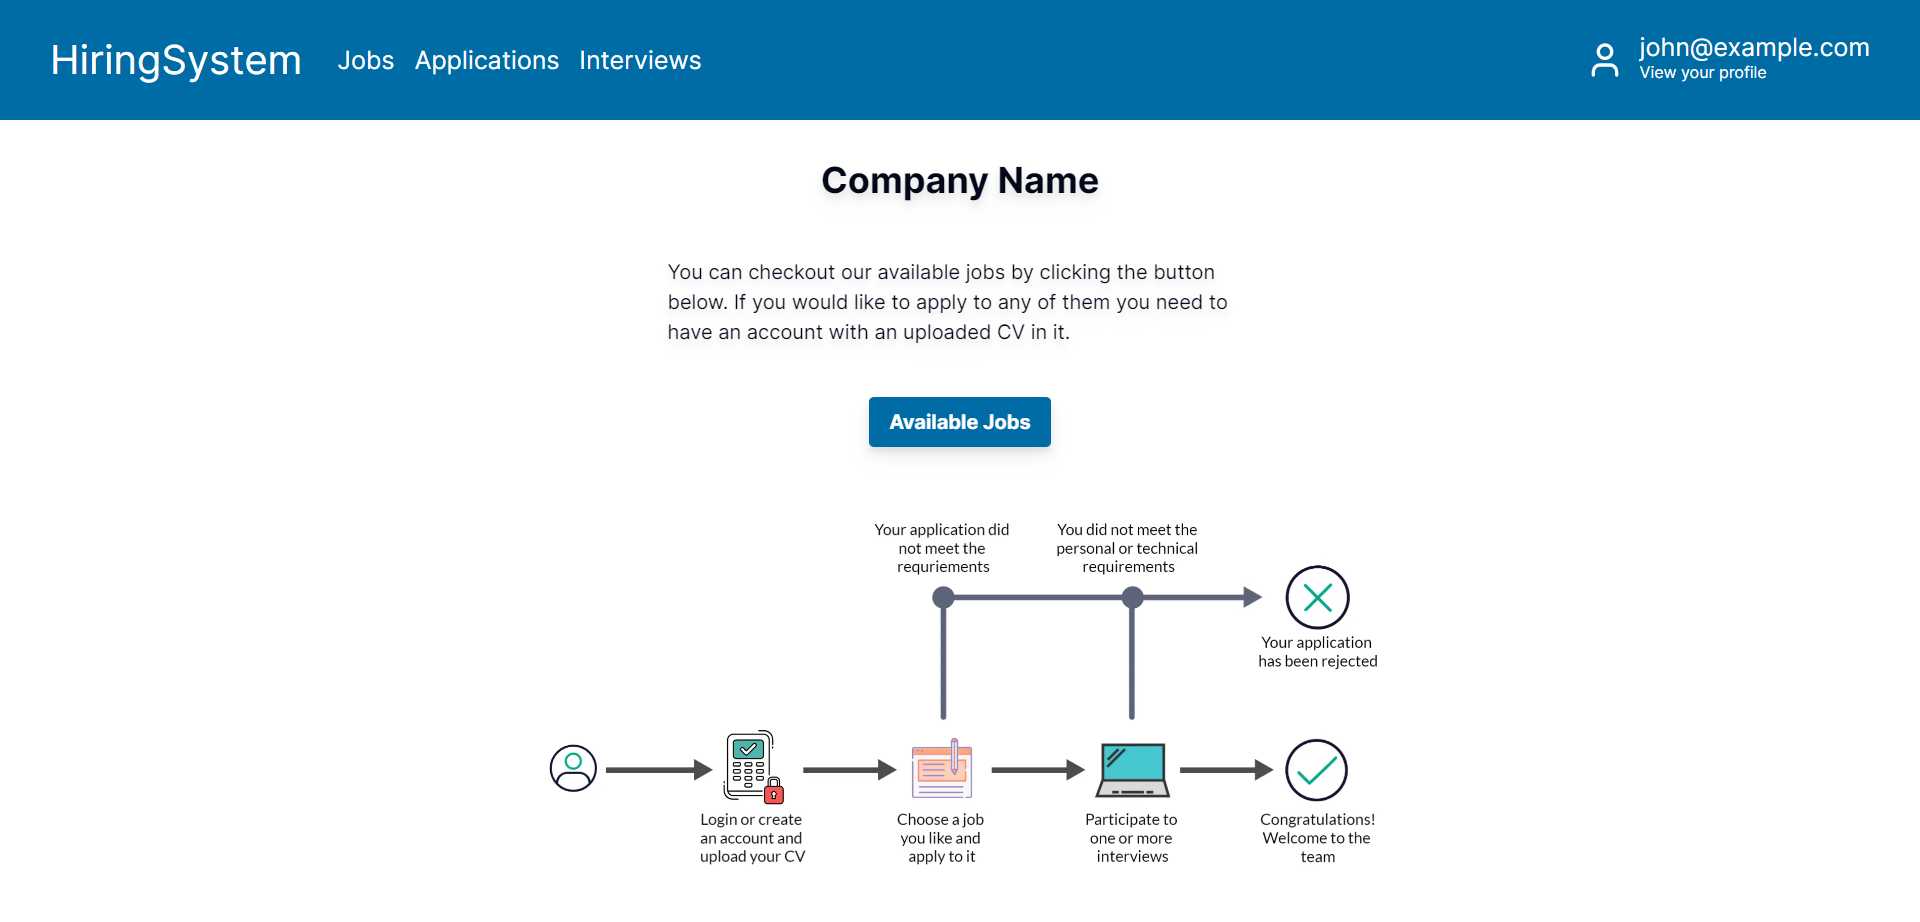 HiringSystem
Jobs
Applications
Interviews
john@example.com
View your profile
Company Name
You can checkout our available jobs by clicking the button
below. If you would like to apply to any of them you need to
have an account with an uploaded CV in it.
Available Jobs
Your application did
not meet the
requriements
You did not meet the
personal or technical
requirements
Your application
has been rejected
Login or create
an account and
upload your CV
Choose a job
you like and
apply to it
Participate to
one or more
interviews
Congratulations!
Welcome to the
team